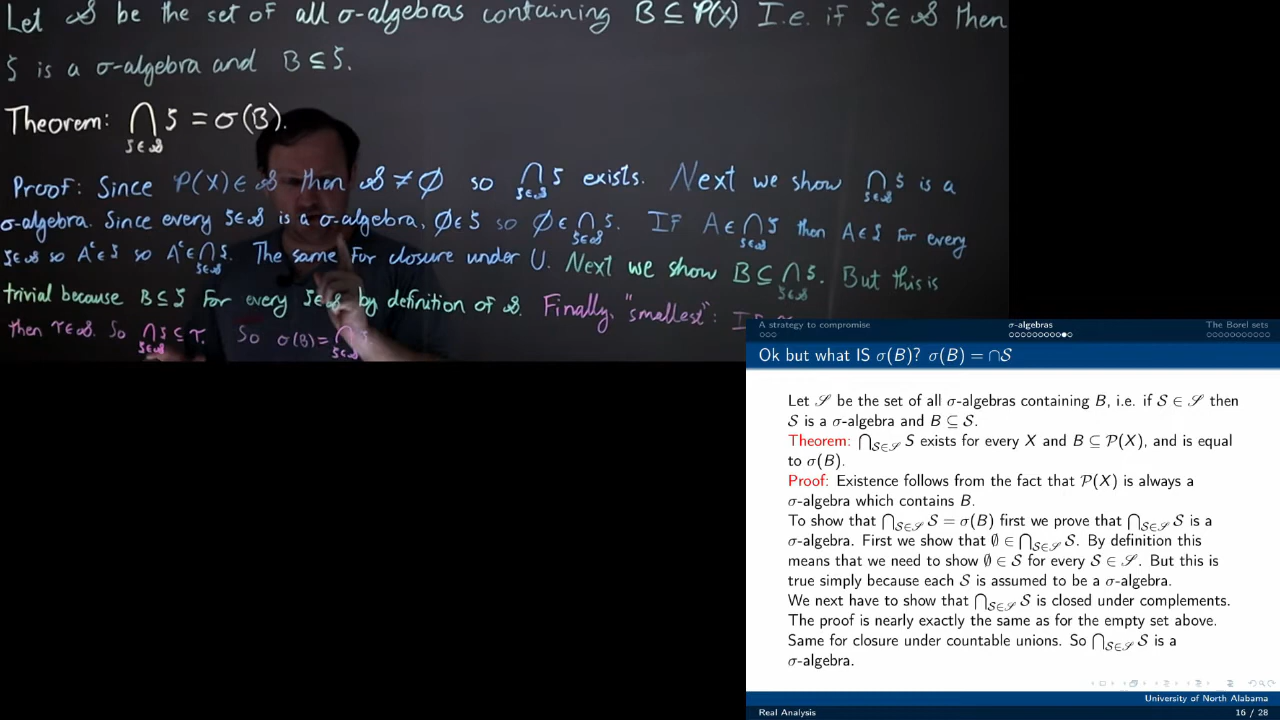 Let 𝒮 be the set of all σ-algebras containing B ⊆ P(X) I.e. if ζ ∈ 𝒮 then
ζ is a σ-algebra and B ⊆ ζ.
Theorem: ⋂_{ζ∈𝒮} ζ = σ(B).
Proof: Since P(X) ∈ 𝒮 then 𝒮 ≠ ∅ so ⋂_{ζ∈𝒮} ζ exists. Next we show ⋂_{ζ∈𝒮} ζ is a
σ-algebra. Since every ζ∈𝒮 is a σ-algebra, ∅∈ζ so ∅ ∈ ⋂_{ζ∈𝒮} ζ. If A ∈ ⋂_{ζ∈𝒮} ζ then A∈ζ for every
ζ∈𝒮 so Aᶜ∈ζ so Aᶜ∈⋂_{ζ∈𝒮} ζ. The same for closure under ∪. Next we show B ⊆ ⋂_{ζ∈𝒮} ζ. But this is
trivial because B ⊆ ζ for every ζ∈𝒮 by definition of 𝒮. Finally, "smallest": If
then τ∈𝒮. So ⋂_{ζ∈𝒮} ζ ⊆ τ. So σ(B) = ⋂_{ζ∈𝒮}
A strategy to compromise σ-algebras The Borel sets
Ok but what IS σ(B)? σ(B) = ∩𝒮
Let 𝒮 be the set of all σ-algebras containing B, i.e. if S ∈ 𝒮 then
S is a σ-algebra and B ⊆ S.
Theorem: ⋂_{S∈𝒮} S exists for every X and B ⊆ P(X), and is equal
to σ(B).
Proof: Existence follows from the fact that P(X) is always a
σ-algebra which contains B.
To show that ⋂_{S∈𝒮} S = σ(B) first we prove that ⋂_{S∈𝒮} S is a
σ-algebra. First we show that ∅ ∈ ⋂_{S∈𝒮} S. By definition this
means that we need to show ∅ ∈ S for every S ∈ 𝒮. But this is
true simply because each S is assumed to be a σ-algebra.
We next have to show that ⋂_{S∈𝒮} S is closed under complements.
The proof is nearly exactly the same as for the empty set above.
Same for closure under countable unions. So ⋂_{S∈𝒮} S is a
σ-algebra.
University of North Alabama
Real Analysis 16 / 28